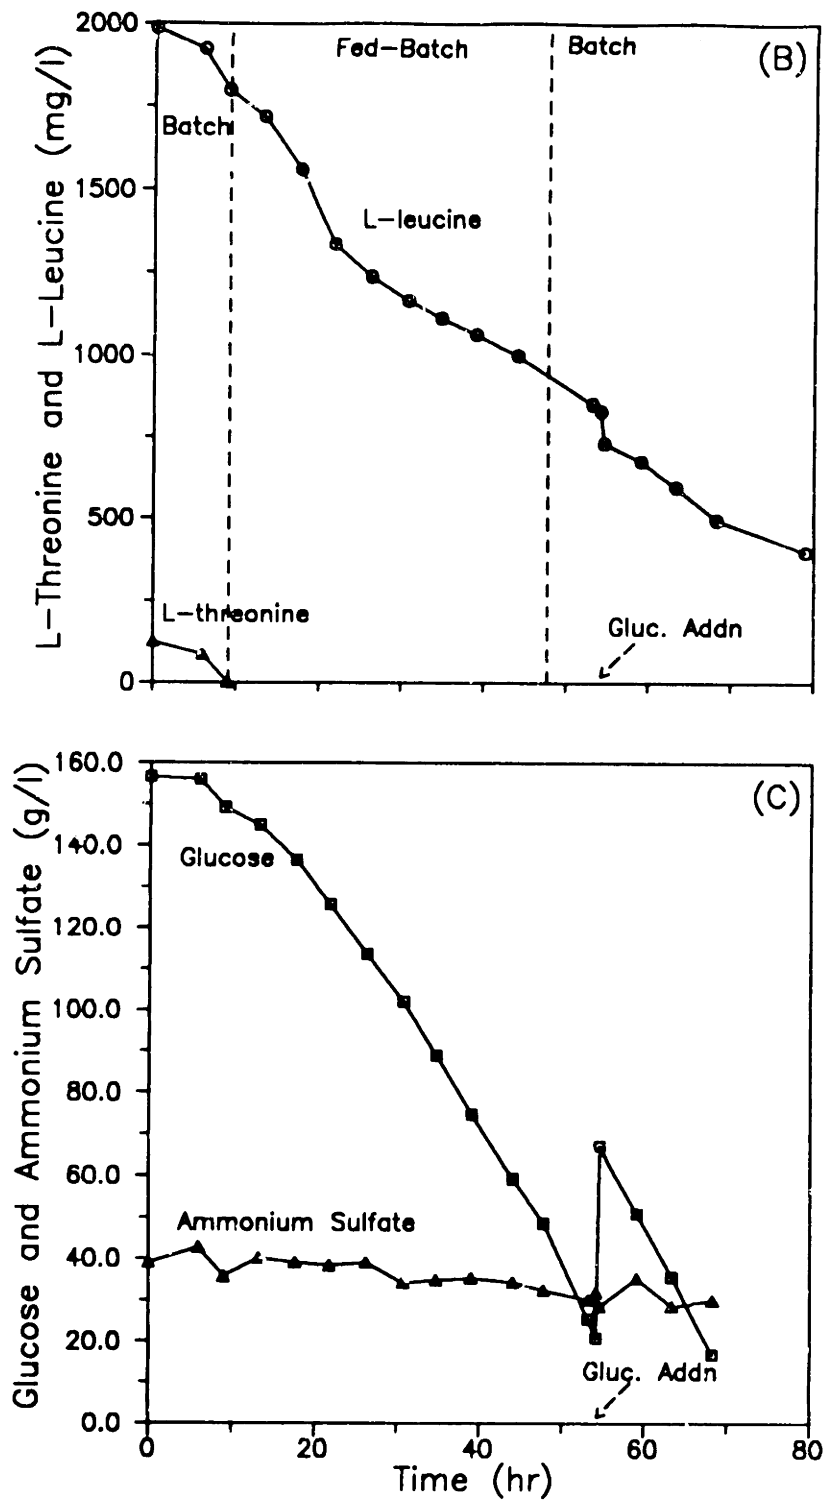 2000
Fed-Batch
Batch
(B)
Batch
1500
L-leucine
1000
500
L-threonine
Gluc. Addn
0
L-Threonine and L-Leucine (mg/l)
160.0
(C)
140.0
Glucose
120.0
100.0
80.0
60.0
Ammonium Sulfate
40.0
20.0
Gluc. Addn
0.0
0 20 40 60 80
Time (hr)
Glucose and Ammonium Sulfate (g/l)